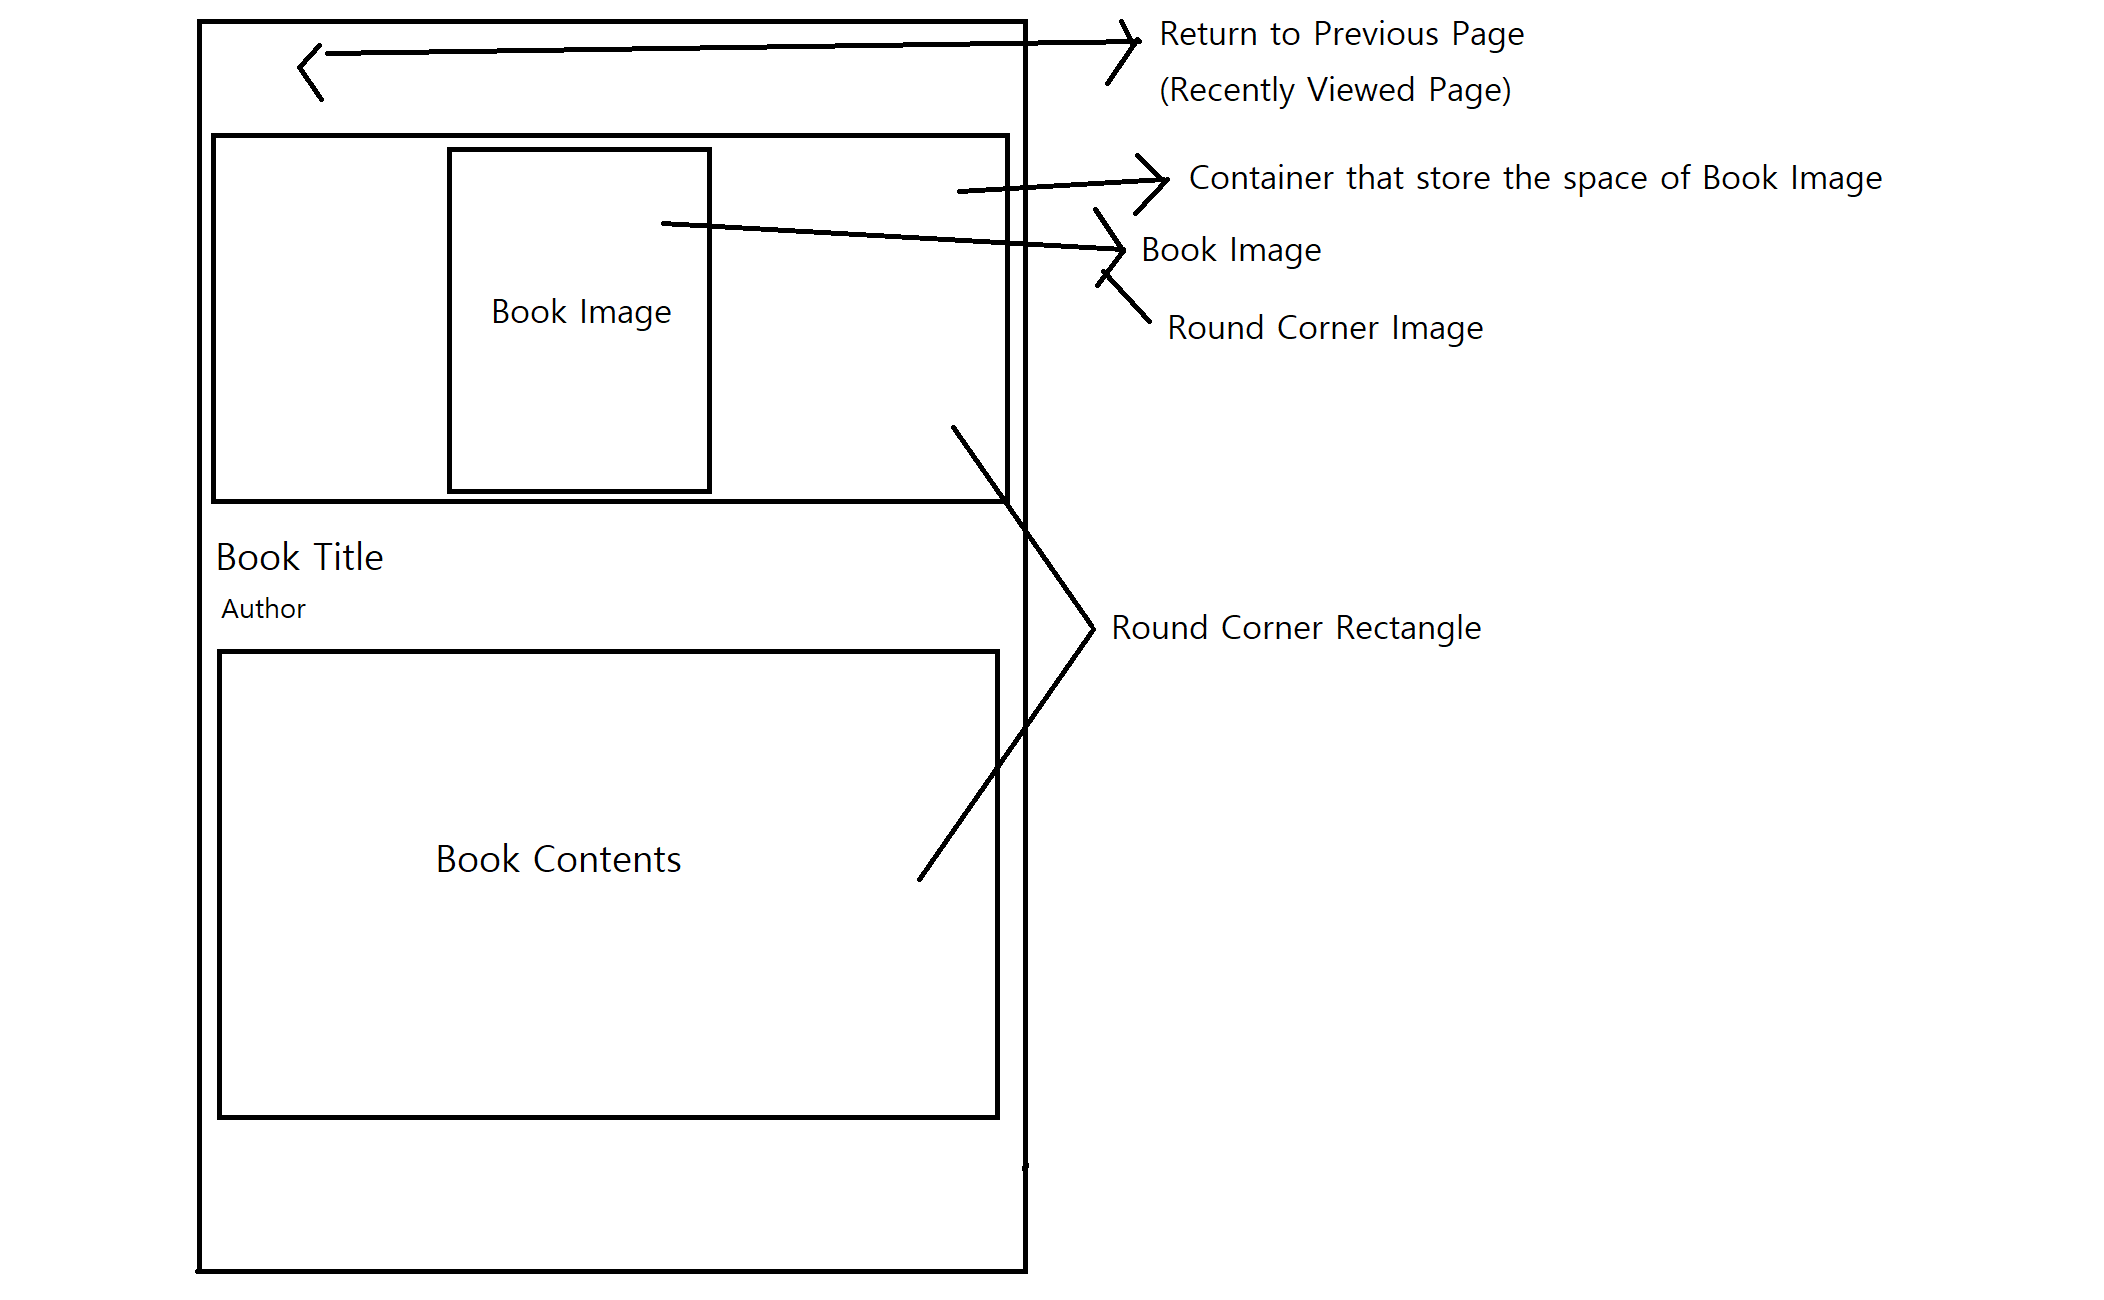 Return to Previous Page
(Recently Viewed Page)
Container that store the space of Book Image
Book Image
Book Image
Round Corner Image
Book Title
Author
Round Corner Rectangle
Book Contents